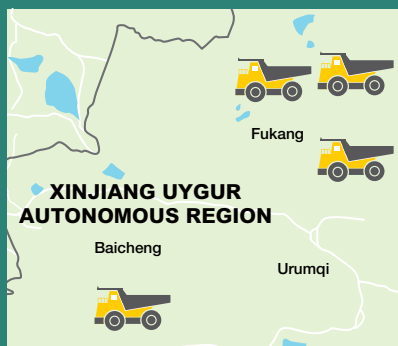 Fukang
XINJIANG UYGUR
AUTONOMOUS REGION
Baicheng
Urumqi